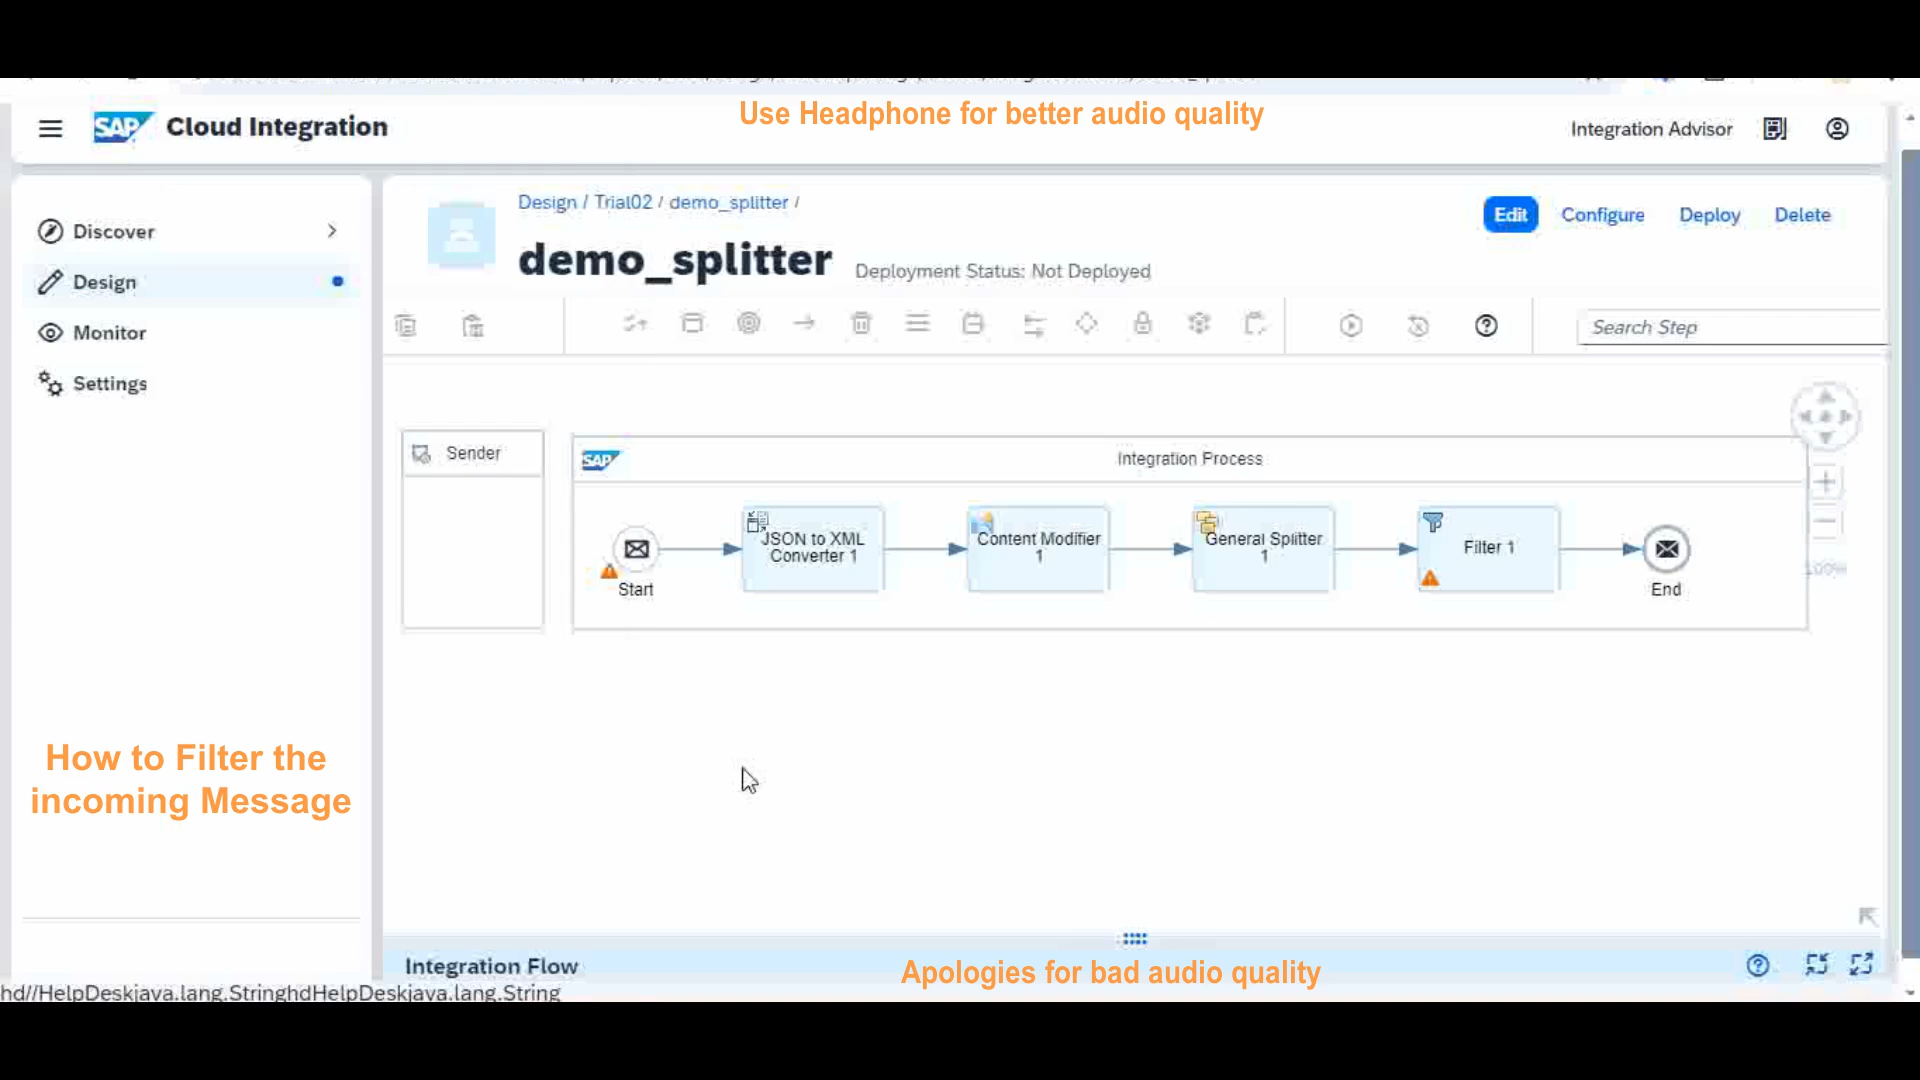 Use Headphone for better audio quality
SAP Cloud Integration
Integration Advisor
Discover
Design
Monitor
Settings
Design / Trial02 / demo_splitter /
demo_splitter
Deployment Status: Not Deployed
Edit
Configure
Deploy
Delete
Search Step
Sender
SAP
Integration Process
Start
JSON to XML
Converter 1
Content Modifier
1
General Splitter
1
Filter 1
End
100%
How to Filter the
incoming Message
Integration Flow
Apologies for bad audio quality
hd//HelpDeskjava.lang.StringhdHelpDeskjava.lang.String